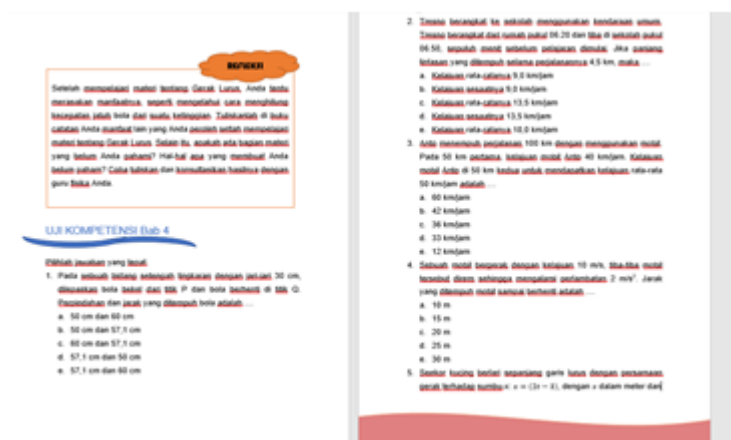 REFLEKSI
Setelah mempelajari materi tentang Gerak Lurus, Anda tentu
merasakan manfaatnya, seperti mengetahui cara menghitung
kecepatan jatuh bola dari suatu ketinggian. Tuliskanlah di buku
catatan Anda manfaat lain yang Anda peroleh setelah mempelajari
materi tentang Gerak Lurus. Selain itu, apakah ada bagian materi
yang belum Anda pahami? Hal-hal apa yang membuat Anda
belum paham? Coba tuliskan dan konsultasikan hasilnya dengan
guru fisika Anda.
UJI KOMPETENSI Bab 4
Pilihlah jawaban yang tepat.
1. Pada sebuah bidang setengah lingkaran dengan jari-jari 30 cm,
dilepaskan bola bekel dari titik P dan bola berhenti di titik Q.
Perpindahan dan jarak yang ditempuh bola adalah ....
a. 50 cm dan 60 cm
b. 50 cm dan 57,1 cm
c. 60 cm dan 57,1 cm
d. 57,1 cm dan 50 cm
e. 57,1 cm dan 60 cm
2. berangkat ke sekolah menggunakan kendaraan umum.
berangkat dari rumah pukul 06.20 dan tiba di sekolah pukul
06.50, sepuluh menit sebelum pelajaran dimulai. Jika panjang
lintasan yang ditempuh selama perjalanannya 4,5 km, maka ....
a. Kelajuan rata-ratanya 9,0 km/jam
b. Kelajuan sesaatnya 9,0 km/jam
c. Kelajuan rata-ratanya 13,5 km/jam
d. Kelajuan sesaatnya 13,5 km/jam
e. Kelajuan rata-ratanya 18,0 km/jam
3. Anto menempuh perjalanan 100 km dengan menggunakan mobil.
Pada 50 km pertama, kelajuan mobil Anto 40 km/jam. Kelajuan
mobil Anto di 50 km kedua untuk mendapatkan kelajuan rata-rata
50 km/jam adalah ....
a. 60 km/jam
b. 42 km/jam
c. 36 km/jam
d. 33 km/jam
e. 12 km/jam
4. Sebuah mobil bergerak dengan kelajuan 10 m/s, tiba-tiba mobil
tersebut direm sehingga mengalami perlambatan 2 m/s². Jarak
yang ditempuh mobil sampai berhenti adalah ....
a. 10 m
b. 15 m
c. 20 m
d. 25 m
e. 30 m
5. Seekor kucing berlari sepanjang garis lurus dengan persamaan
gerak terhadap sumbu x: dengan x dalam meter dan